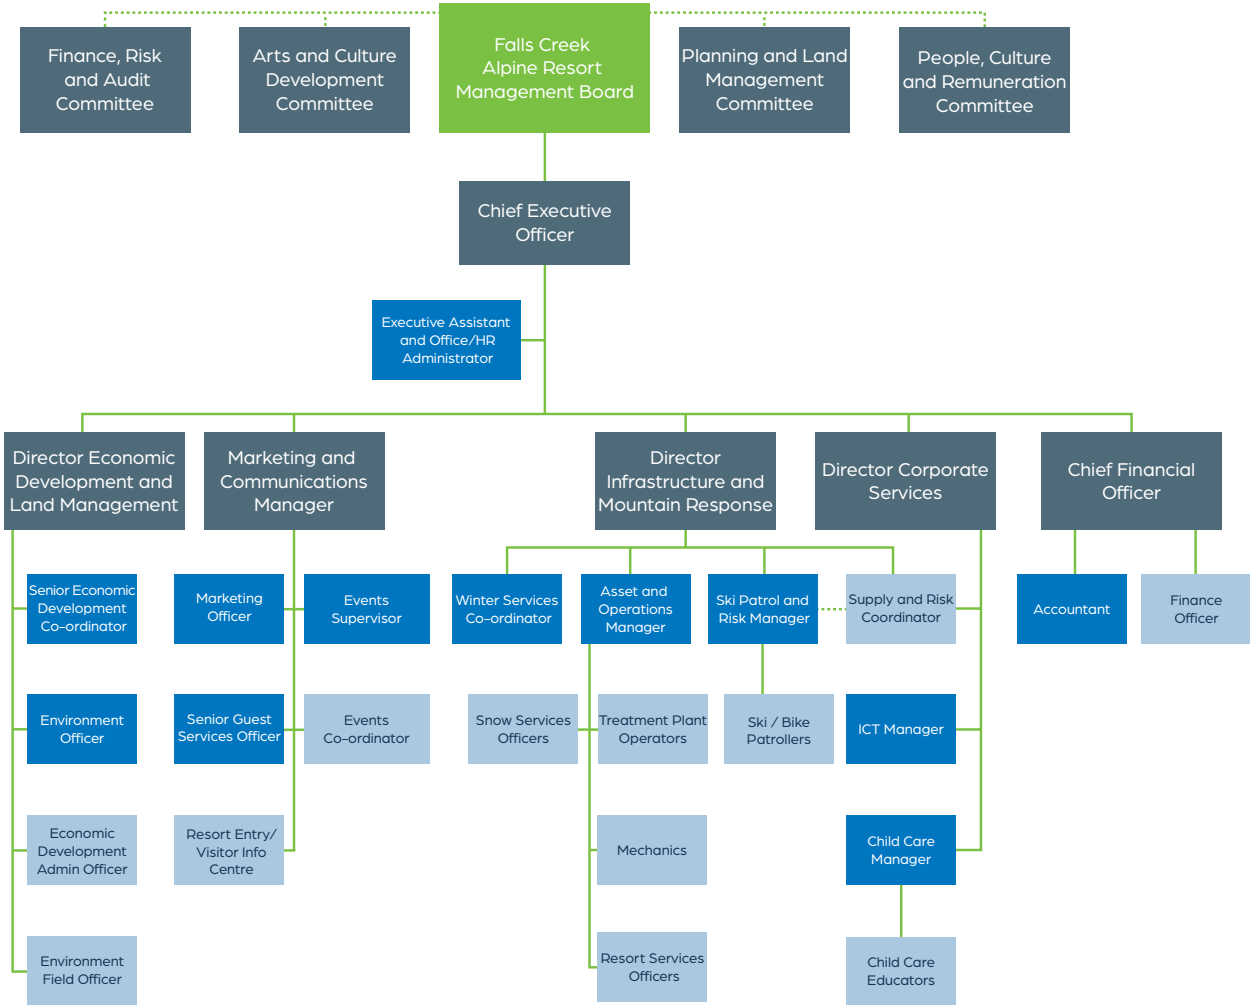 Finance, Risk
and Audit
Committee
Arts and Culture
Development
Committee
Falls Creek
Alpine Resort
Management Board
Planning and Land
Management
Committee
People, Culture
and Remuneration
Committee
Chief Executive
Officer
Executive Assistant
and Office/HR
Administrator
Director Economic
Development and
Land Management
Marketing and
Communications
Manager
Director
Infrastructure and
Mountain Response
Director Corporate
Services
Chief Financial
Officer
Senior Economic
Development
Co-ordinator
Marketing
Officer
Events
Supervisor
Winter Services
Co-ordinator
Asset and
Operations
Manager
Ski Patrol and
Risk Manager
Supply and Risk
Coordinator
Accountant
Finance
Officer
Environment
Officer
Senior Guest
Services Officer
Events
Co-ordinator
Snow Services
Officers
Treatment Plant
Operators
Ski / Bike
Patrollers
ICT Manager
Economic
Development
Admin Officer
Resort Entry/
Visitor Info
Centre
Mechanics
Child Care
Manager
Environment
Field Officer
Resort Services
Officers
Child Care
Educators